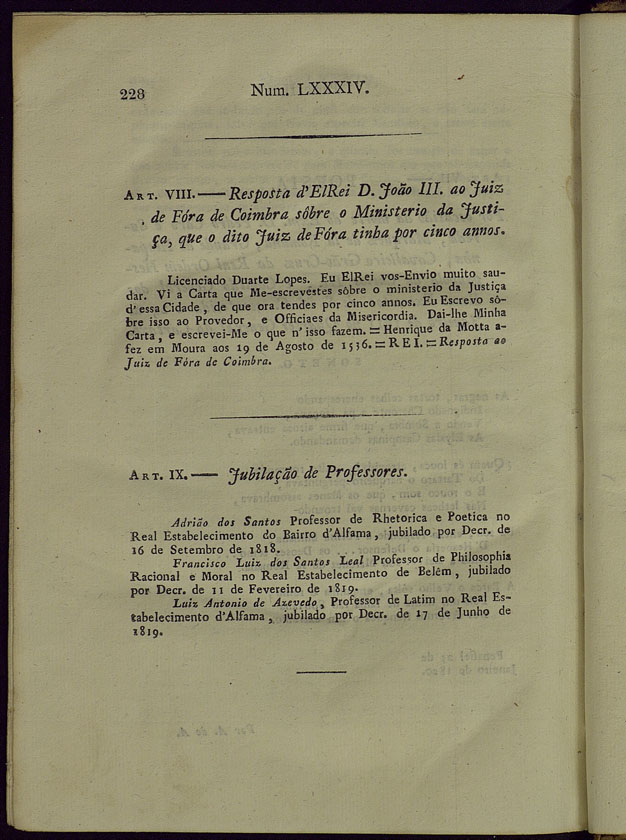 228
Num. LXXXIV.
ART. VIII. — Resposta d'ElRei D. João III. ao Juiz
de Fóra de Coimbra sôbre o Ministerio da Justi-
ça, que o dito Juiz de Fóra tinha por cinco annos.
Licenciado Duarte Lopes. Eu ElRei vos-Envio muito sau-
dar. Vi a Carta que Me-escrevestes sôbre o ministerio da Justiça
d'essa Cidade, de que ora tendes por cinco annos. Eu Escrevo sô-
bre isso ao Provedor, e Officiaes da Misericordia. Dai-lhe Minha
Carta, e escrevei-Me o que n'isso fazem. = Henrique da Motta a-
fez em Moura aos 19 de Agosto de 1536. = REI. = Resposta ao
Juiz de Fóra de Coimbra.
ART. IX. — Jubilação de Professores.
Adrião dos Santos Professor de Rhetorica e Poetica no
Real Estabelecimento do Bairro d'Alfama, jubilado por Decr. de
16 de Setembro de 1818.
Francisco Luiz dos Santos Leal Professor de Philosophia
Racional e Moral no Real Estabelecimento de Belém, jubilado
por Decr. de 11 de Fevereiro de 1819.
Luiz Antonio de Azevedo, Professor de Latim no Real Es-
tabelecimento d'Alfama, jubilado por Decr. de 17 de Junho de
1819.